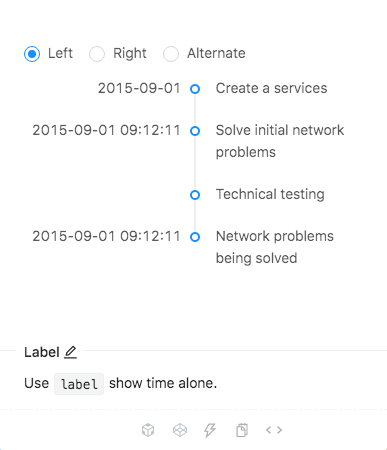 Left Right Alternate
2015-09-01 Create a services
2015-09-01 09:12:11 Solve initial network
problems
Technical testing
2015-09-01 09:12:11 Network problems
being solved
Label
Use label show time alone.